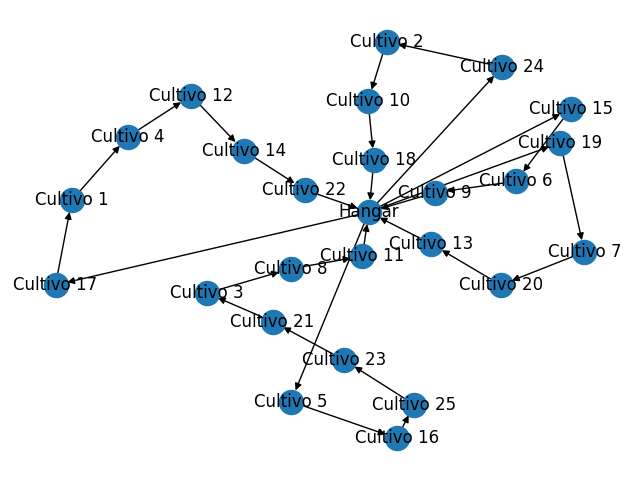 Cultivo 2
Cultivo 24
Cultivo 12
Cultivo 10
Cultivo 15
Cultivo 4
Cultivo 19
Cultivo 14
Cultivo 18
Cultivo 6
Cultivo 22
Cultivo 9
Cultivo 1
Hangar
Cultivo 13
Cultivo 7
Cultivo 11
Cultivo 8
Cultivo 17
Cultivo 20
Cultivo 3
Cultivo 21
Cultivo 23
Cultivo 5
Cultivo 25
Cultivo 16